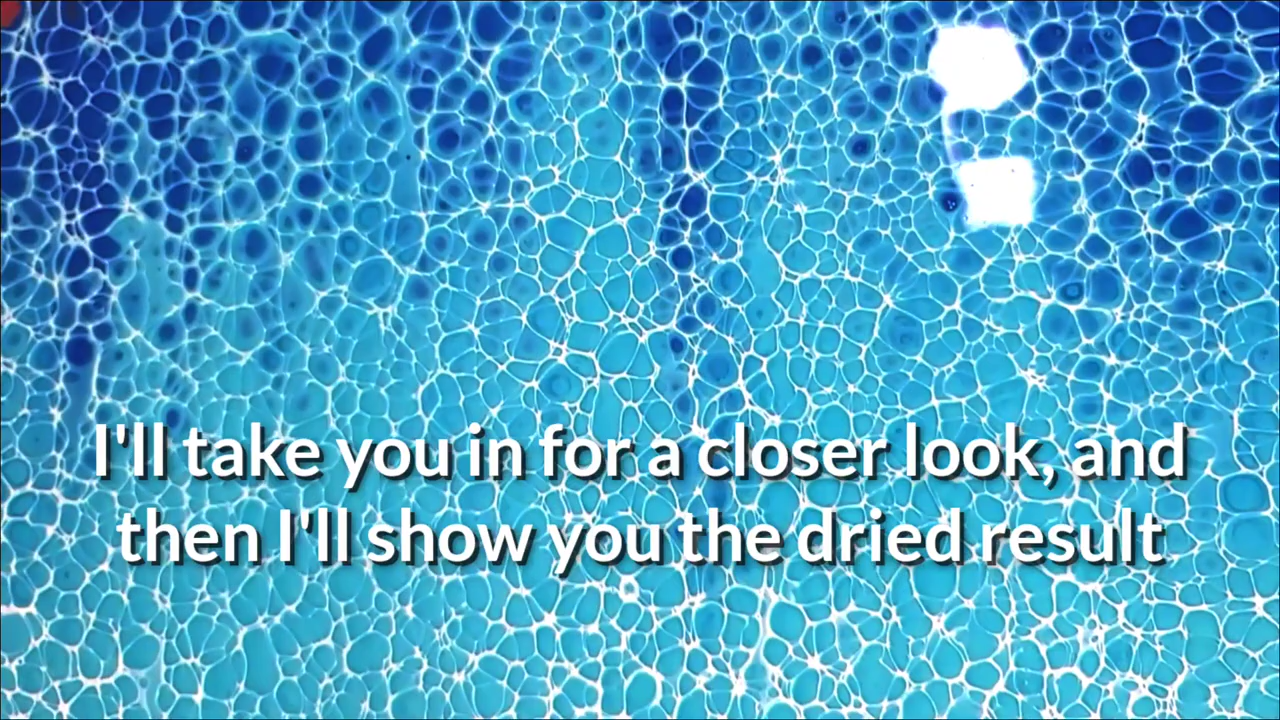 I'll take you in for a closer look, and
then I'll show you the dried result